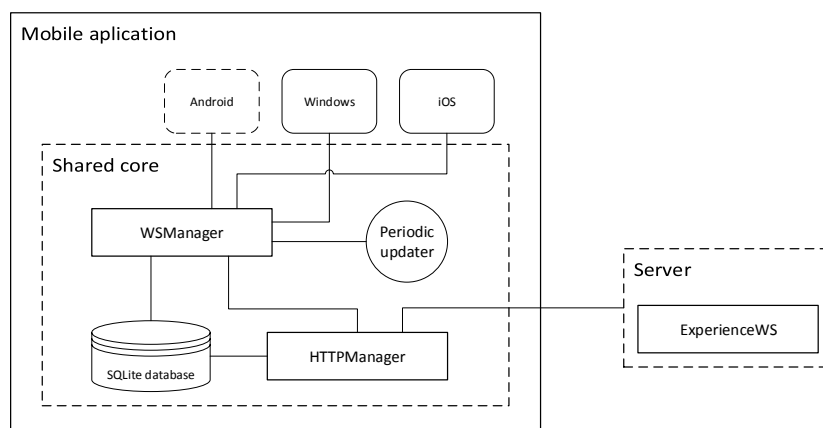 Mobile aplication
Android
Windows
iOS
Shared core
WSManager
Periodic
updater
Server
ExperienceWS
HTTPManager
SQLite database